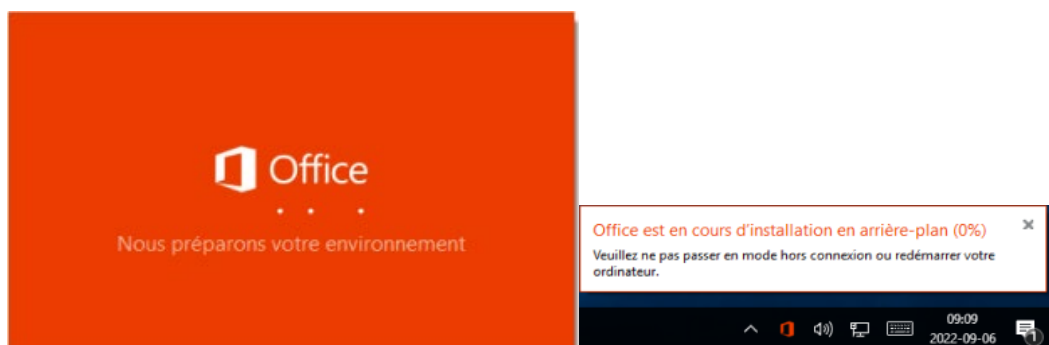 Office
Nous préparons votre environnement
Office est en cours d'installation en arrière-plan (0%)
Veuillez ne pas passer en mode hors connexion ou redémarrer votre
ordinateur.
09:09
2022-09-06
1